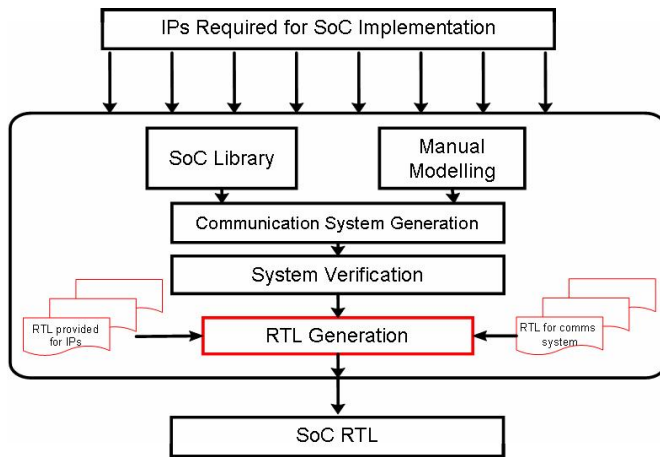 IPs Required for SoC Implementation
SoC Library
Manual
Modelling
Communication System Generation
System Verification
RTL provided
for IPs
RTL Generation
RTL for comms
system
SoC RTL